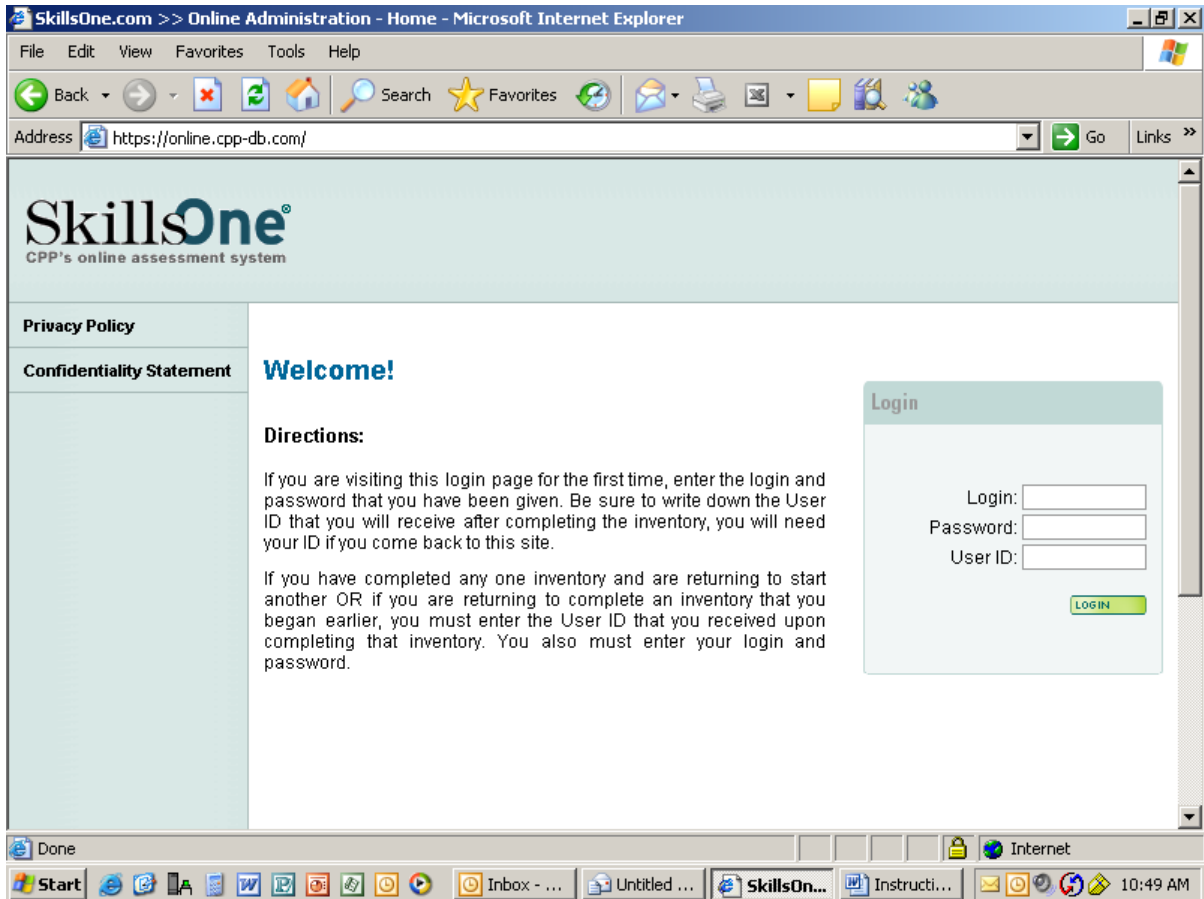 SkillsOne.com >> Online Administration - Home - Microsoft Internet Explorer
File Edit View Favorites Tools Help
Back Search Favorites
Address https://online.cpp-db.com/ Go Links »
SkillsOne®
CPP's online assessment system
Privacy Policy
Confidentiality Statement
Welcome!
Directions:
If you are visiting this login page for the first time, enter the login and
password that you have been given. Be sure to write down the User
ID that you will receive after completing the inventory, you will need
your ID if you come back to this site.
If you have completed any one inventory and are returning to start
another OR if you are returning to complete an inventory that you
began earlier, you must enter the User ID that you received upon
completing that inventory. You also must enter your login and
password.
Login
Login:
Password:
User ID:
LOGIN
Done Internet
Start Inbox - ... Untitled ... SkillsOn... Instructi... 10:49 AM